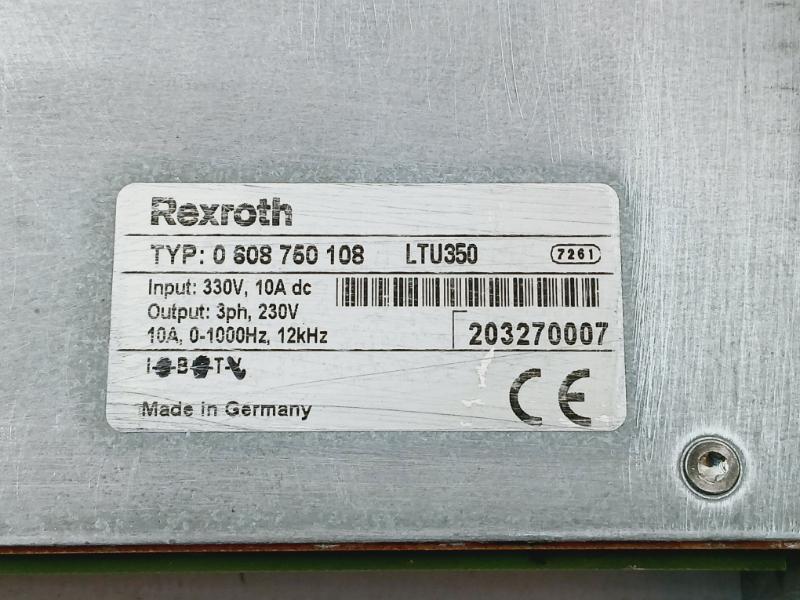 Rexroth
TYP: 0 608 750 108 LTU350 7261
Input: 330V, 10A dc
Output: 3ph, 230V
10A, 0-1000Hz, 12kHz
203270007
Made in Germany
CE